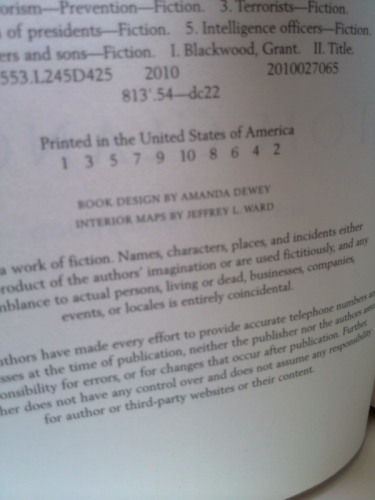 orism—Prevention—Fiction. 3. Terrorists—Fiction.
of presidents—Fiction. 5. Intelligence officers—Fiction.
ers and sons—Fiction. I. Blackwood, Grant. II. Title.
553.L245D425 2010 2010027065
813'.54—dc22
Printed in the United States of America
1 3 5 7 9 10 8 6 4 2
BOOK DESIGN BY AMANDA DEWEY
INTERIOR MAPS BY JEFFREY L. WARD
a work of fiction. Names, characters, places, and incidents either
roduct of the authors' imagination or are used fictitiously, and any
mblance to actual persons, living or dead, businesses, companies,
events, or locales is entirely coincidental.
uthors have made every effort to provide accurate telephone numbers
sses at the time of publication, neither the publisher nor the authors
onsibility for errors, or for changes that occur after publication. Further,
her does not have any control over and does not assume any responsibility
for author or third-party websites or their content.